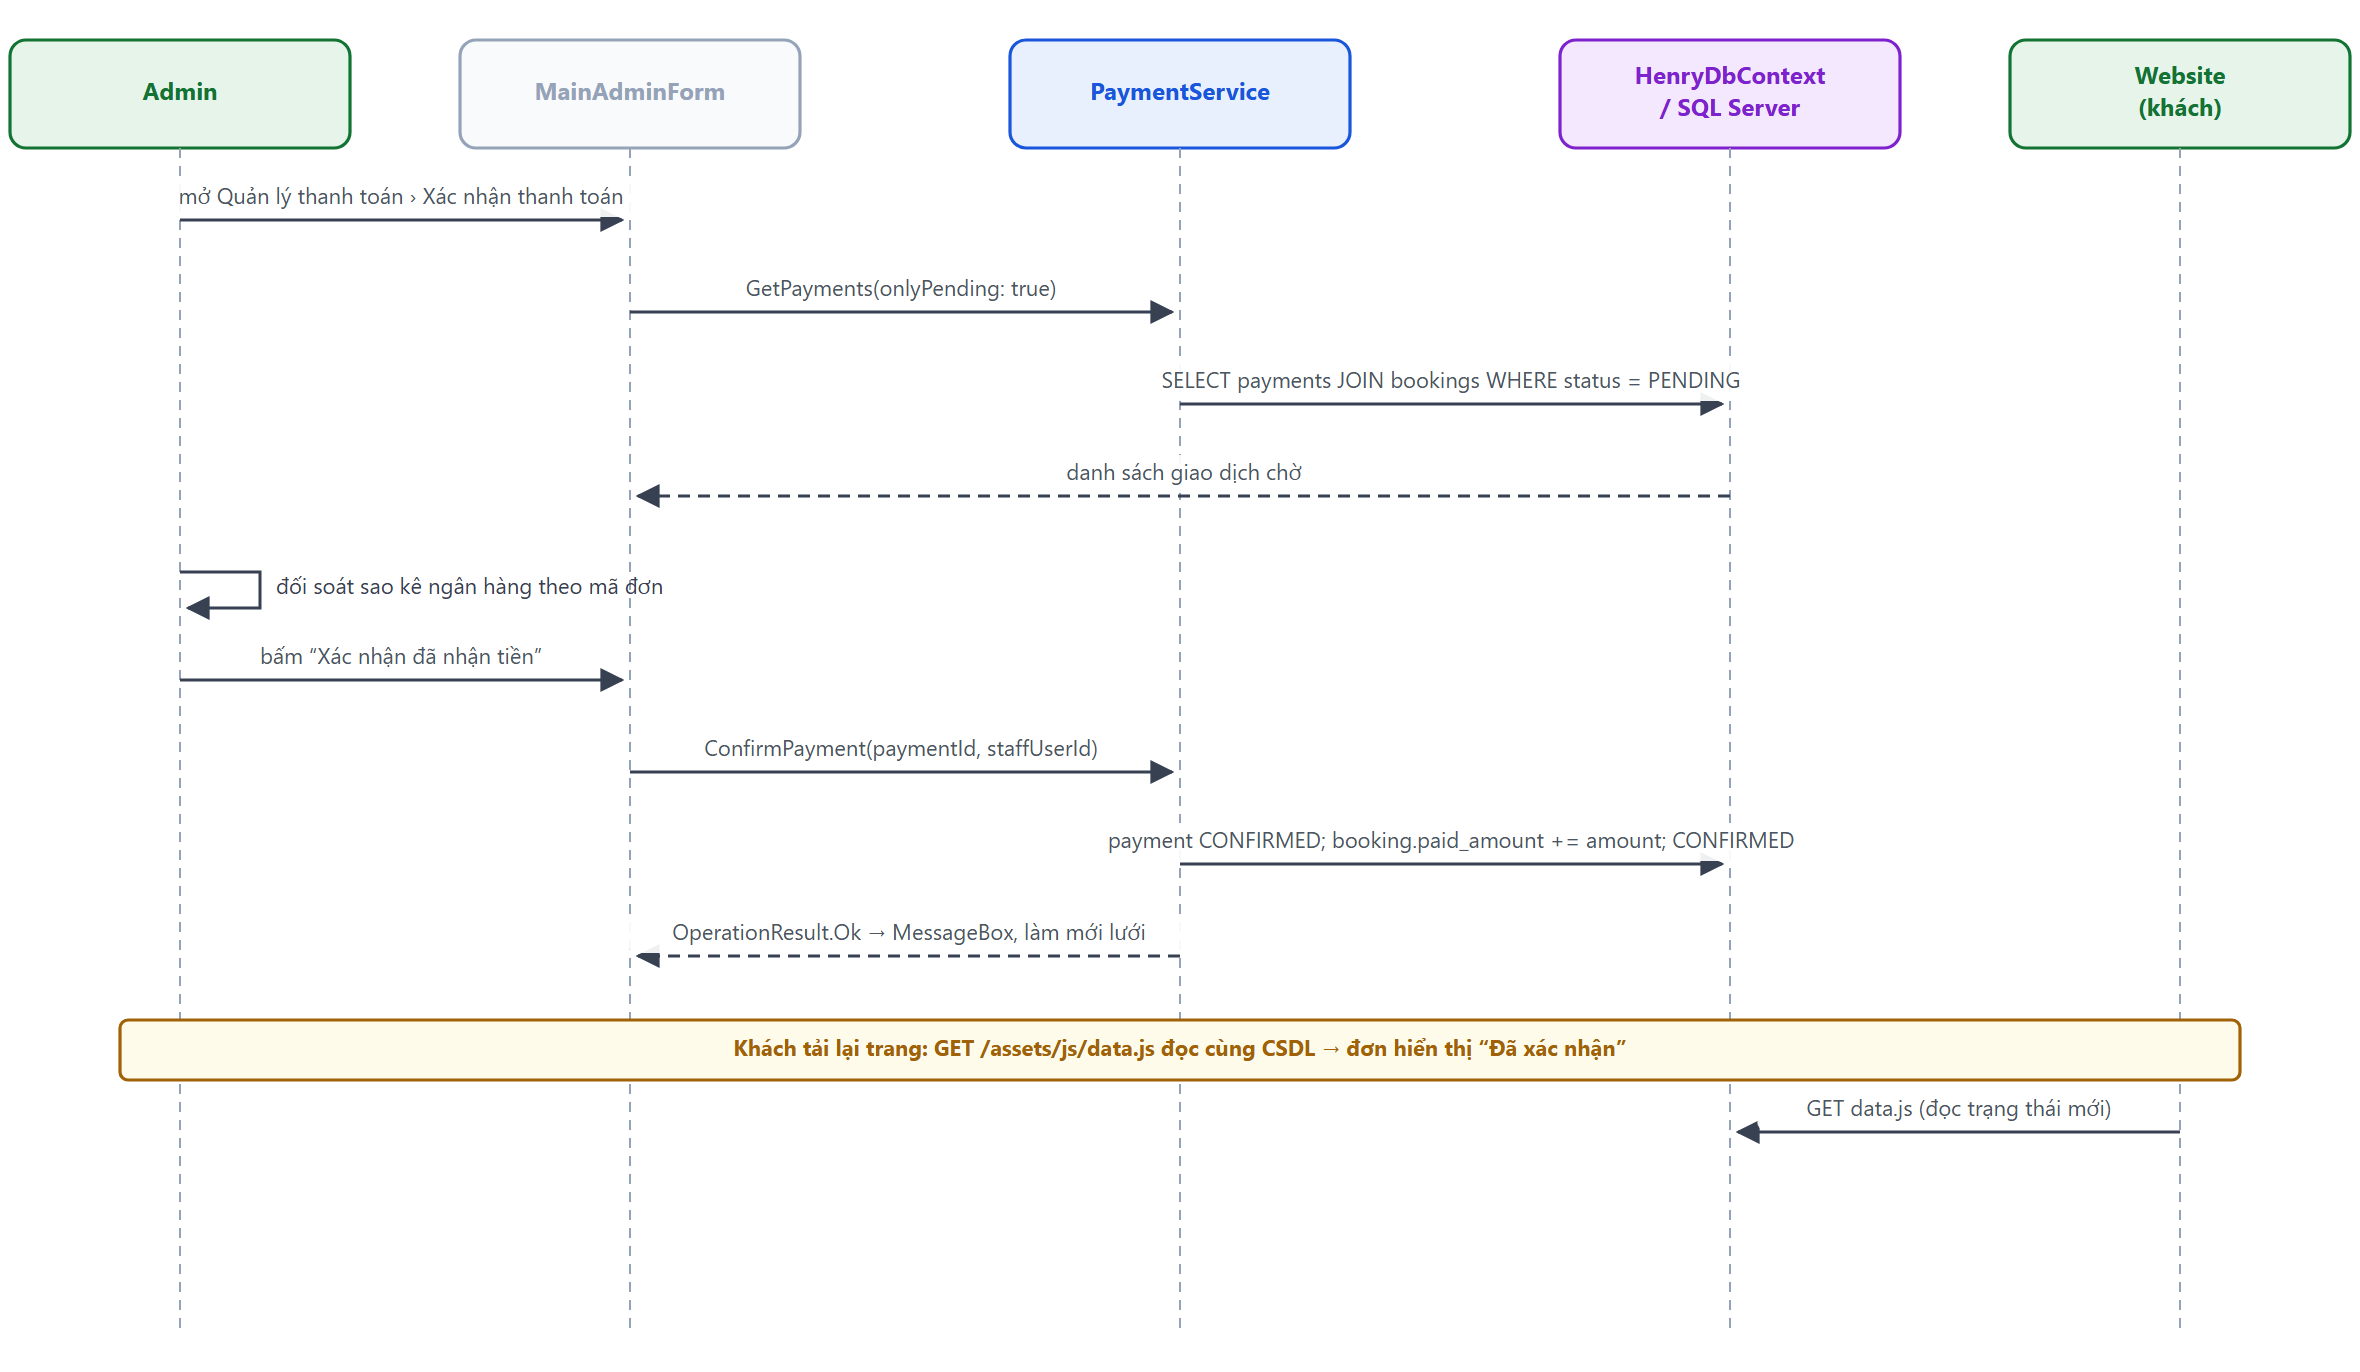 Admin
MainAdminForm
PaymentService
HenryDbContext
/ SQL Server
Website
(khách)
mở Quản lý thanh toán › Xác nhận thanh toán
GetPayments(onlyPending: true)
SELECT payments JOIN bookings WHERE status = PENDING
danh sách giao dịch chờ
đối soát sao kê ngân hàng theo mã đơn
bấm “Xác nhận đã nhận tiền”
ConfirmPayment(paymentId, staffUserId)
payment CONFIRMED; booking.paid_amount += amount; CONFIRMED
OperationResult.Ok → MessageBox, làm mới lưới
Khách tải lại trang: GET /assets/js/data.js đọc cùng CSDL → đơn hiển thị “Đã xác nhận”
GET data.js (đọc trạng thái mới)